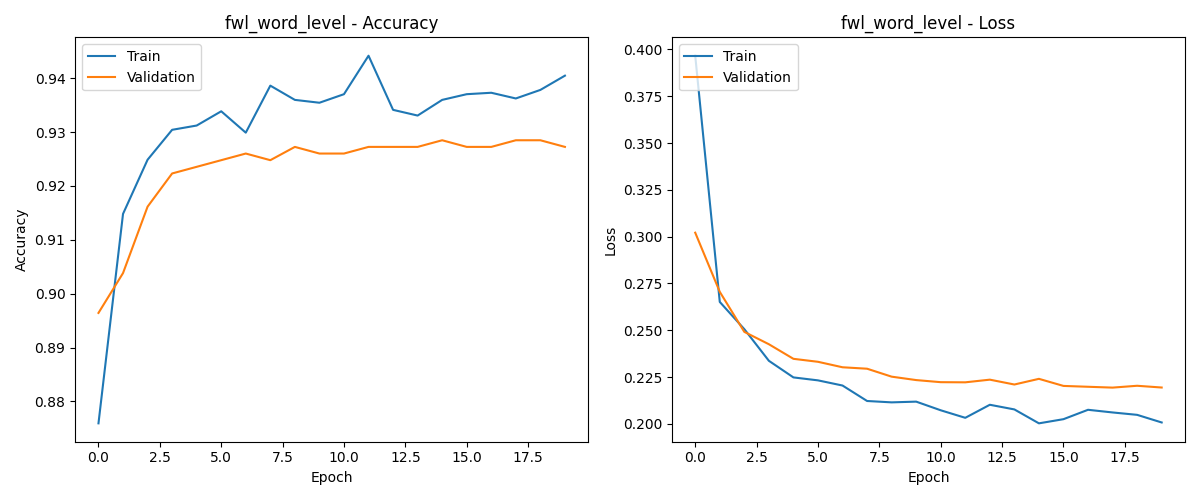 fwl_word_level - Accuracy
Train
Validation
0.94
0.93
0.92
0.91
0.90
0.89
0.88
Accuracy
0.0 2.5 5.0 7.5 10.0 12.5 15.0 17.5
Epoch
fwl_word_level - Loss
Train
Validation
0.400
0.375
0.350
0.325
0.300
0.275
0.250
0.225
0.200
Loss
0.0 2.5 5.0 7.5 10.0 12.5 15.0 17.5
Epoch